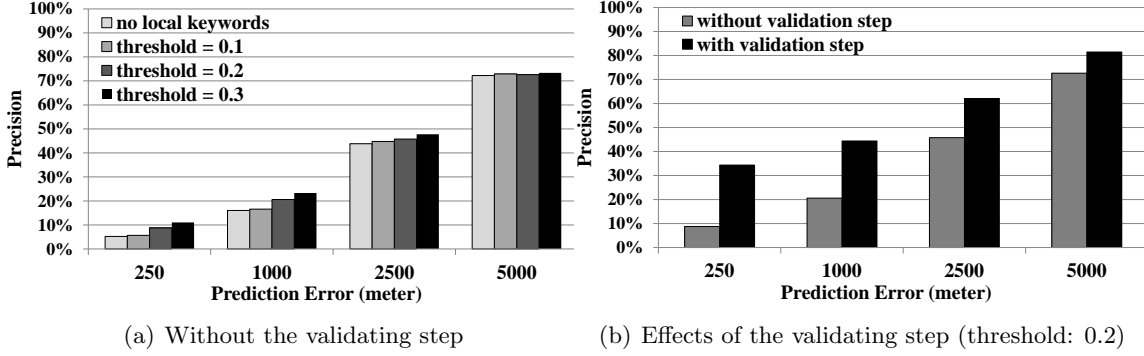 100%
90%
80%
70%
60%
50%
40%
30%
20%
10%
0%
Precision
no local keywords
threshold = 0.1
threshold = 0.2
threshold = 0.3
250 1000 2500 5000
Prediction Error (meter)
(a) Without the validating step
100%
90%
80%
70%
60%
50%
40%
30%
20%
10%
0%
Precision
without validation step
with validation step
250 1000 2500 5000
Prediction Error (meter)
(b) Effects of the validating step (threshold: 0.2)